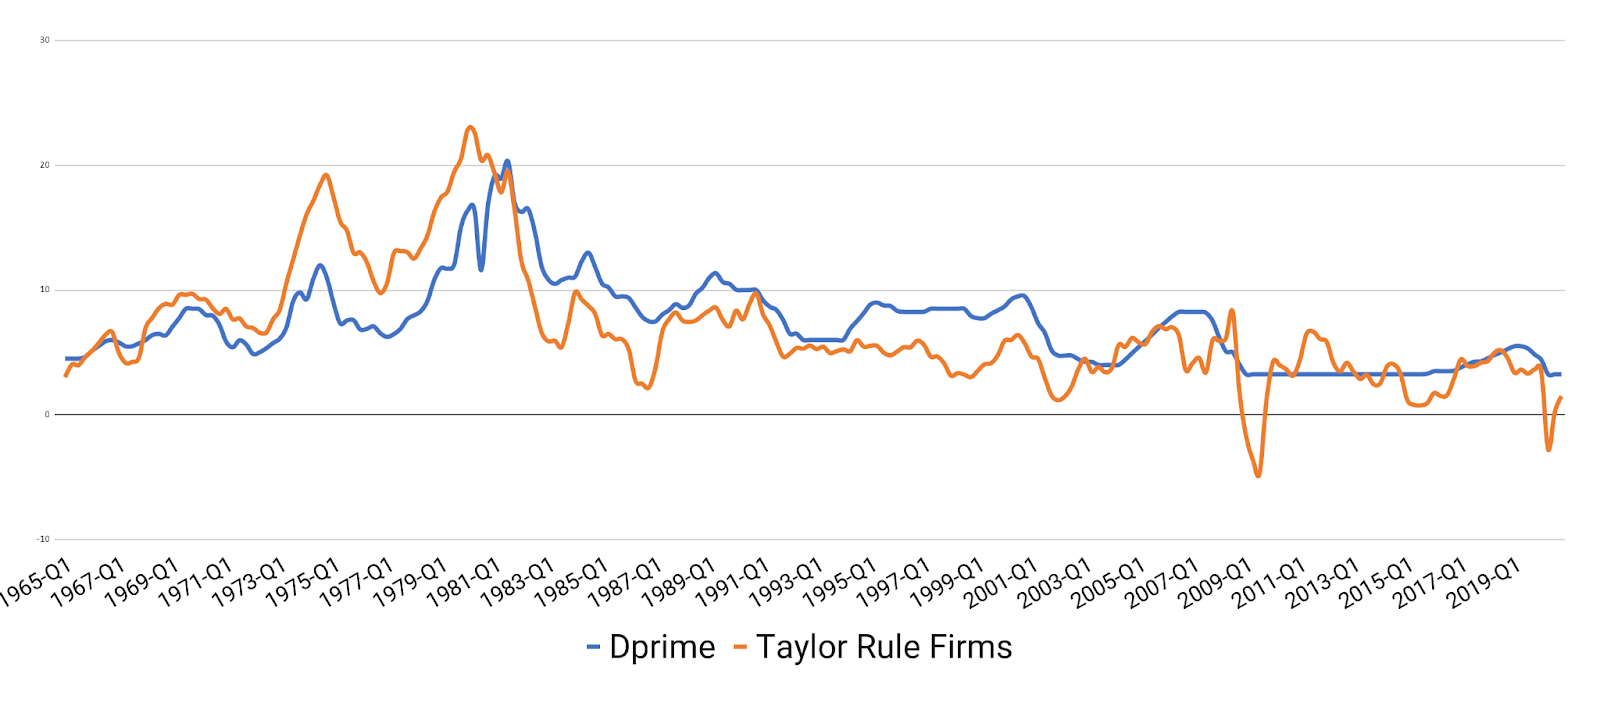 30
20
10
0
-10
1965-Q1
1967-Q1
1969-Q1
1971-Q1
1973-Q1
1975-Q1
1977-Q1
1979-Q1
1981-Q1
1983-Q1
1985-Q1
1987-Q1
1989-Q1
1991-Q1
1993-Q1
1995-Q1
1997-Q1
1999-Q1
2001-Q1
2003-Q1
2005-Q1
2007-Q1
2009-Q1
2011-Q1
2013-Q1
2015-Q1
2017-Q1
2019-Q1
Dprime Taylor Rule Firms